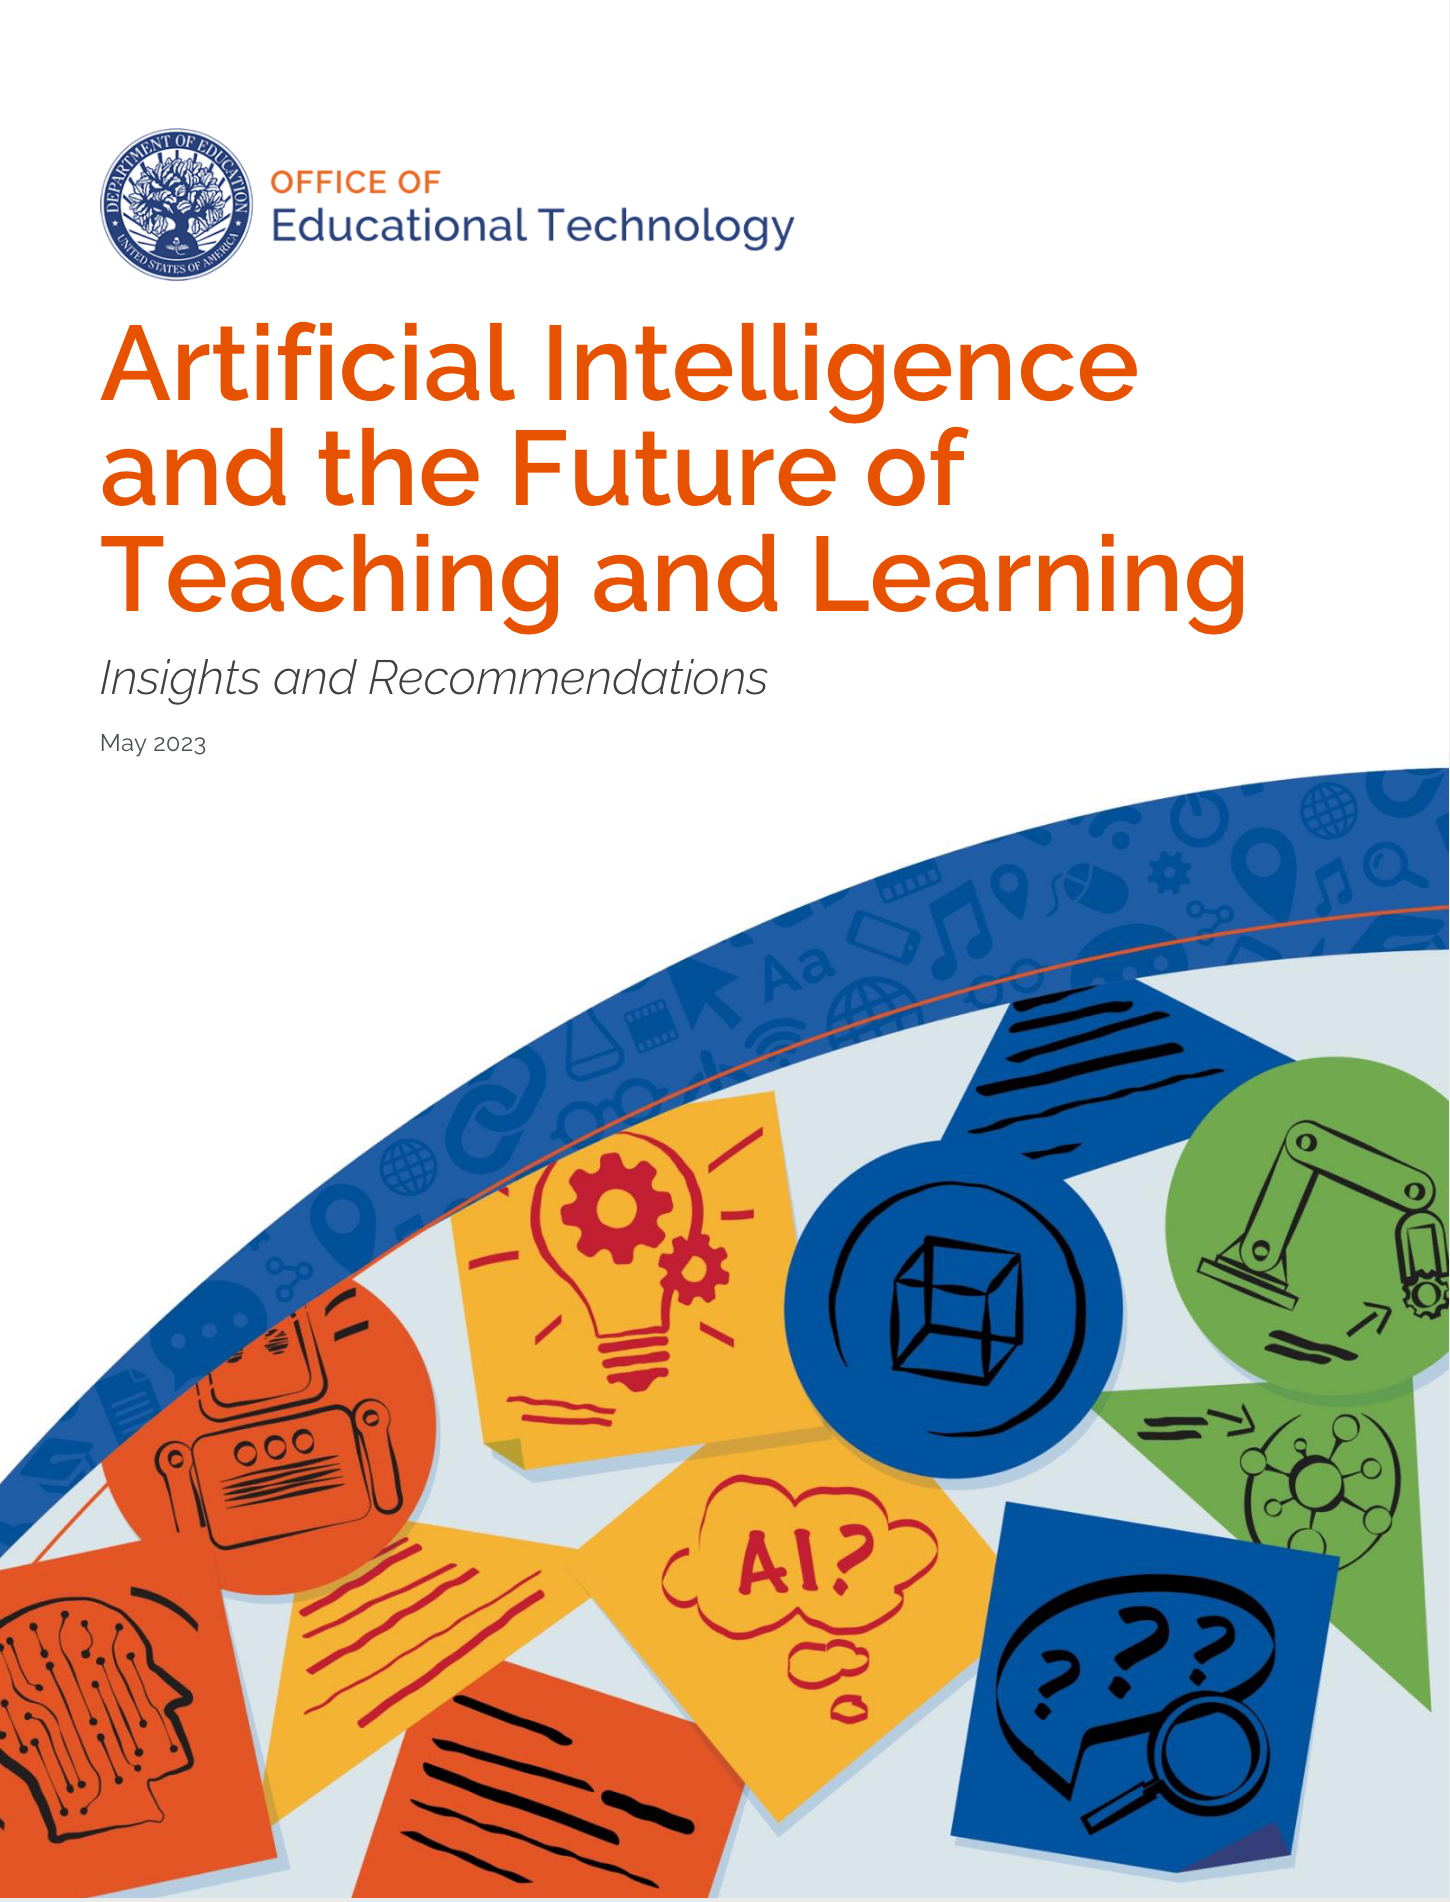 DEPARTMENT OF EDUCATION
UNITED STATES OF AMERICA
OFFICE OF
Educational Technology
Artificial Intelligence
and the Future of
Teaching and Learning
Insights and Recommendations
May 2023
Aa
AI?
? ? ?